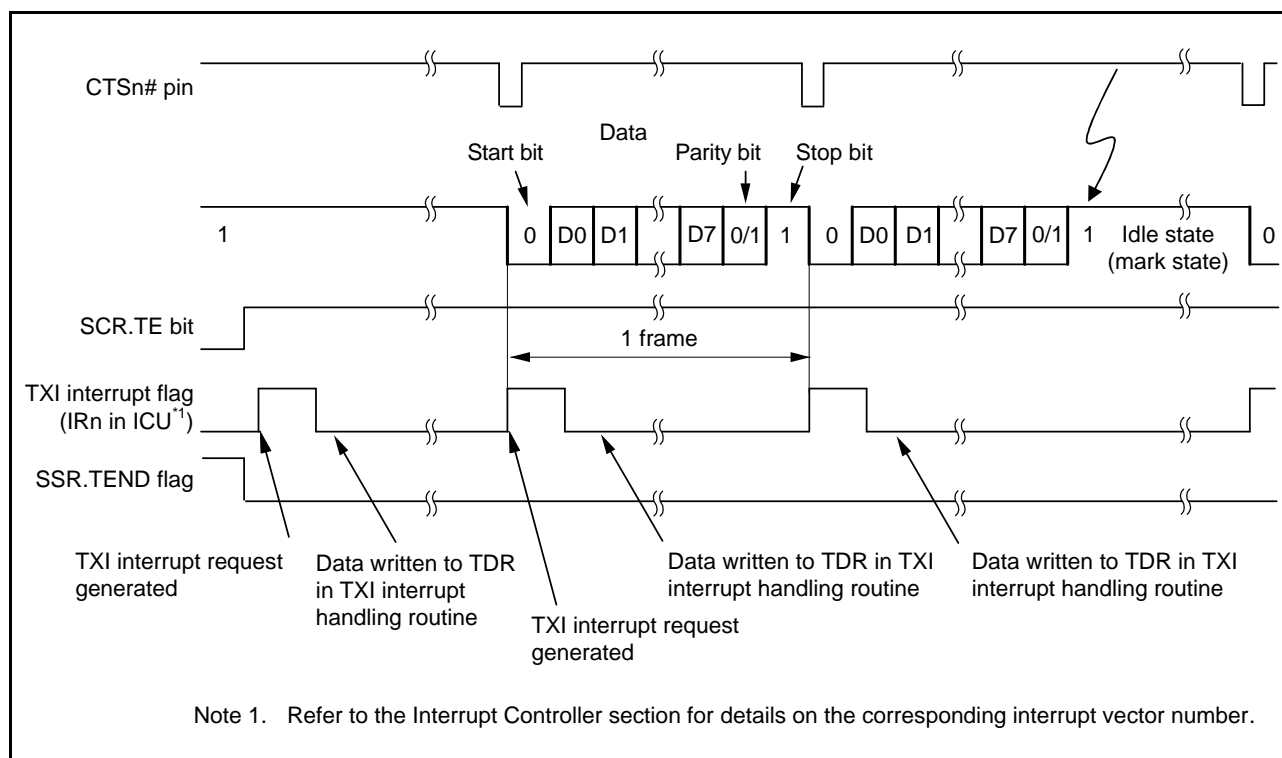 CTSn# pin
Data
Start bit
Parity bit
Stop bit
1
0
D0
D1
D7
0/1
1
0
D0
D1
D7
0/1
1
Idle state
(mark state)
0
SCR.TE bit
1 frame
TXI interrupt flag
(IRn in ICU*1)
SSR.TEND flag
TXI interrupt request
generated
Data written to TDR
in TXI interrupt
handling routine
TXI interrupt request
generated
Data written to TDR in TXI
interrupt handling routine
Data written to TDR in TXI
interrupt handling routine
Note 1. Refer to the Interrupt Controller section for details on the corresponding interrupt vector number.